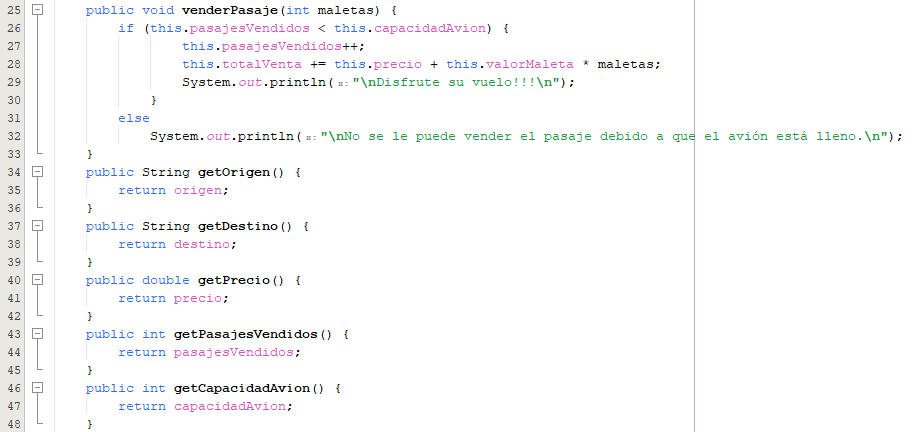 25 public void venderPasaje(int maletas) {
26 if (this.pasajesVendidos < this.capacidadAvion) {
27 this.pasajesVendidos++;
28 this.totalVenta += this.precio + this.valorMaleta * maletas;
29 System.out.println(x: "\nDisfrute su vuelo!!!\n");
30 }
31 else
32 System.out.println(x: "\nNo se le puede vender el pasaje debido a que el avión está lleno.\n");
33 }
34 public String getOrigen() {
35 return origen;
36 }
37 public String getDestino() {
38 return destino;
39 }
40 public double getPrecio() {
41 return precio;
42 }
43 public int getPasajesVendidos() {
44 return pasajesVendidos;
45 }
46 public int getCapacidadAvion() {
47 return capacidadAvion;
48 }